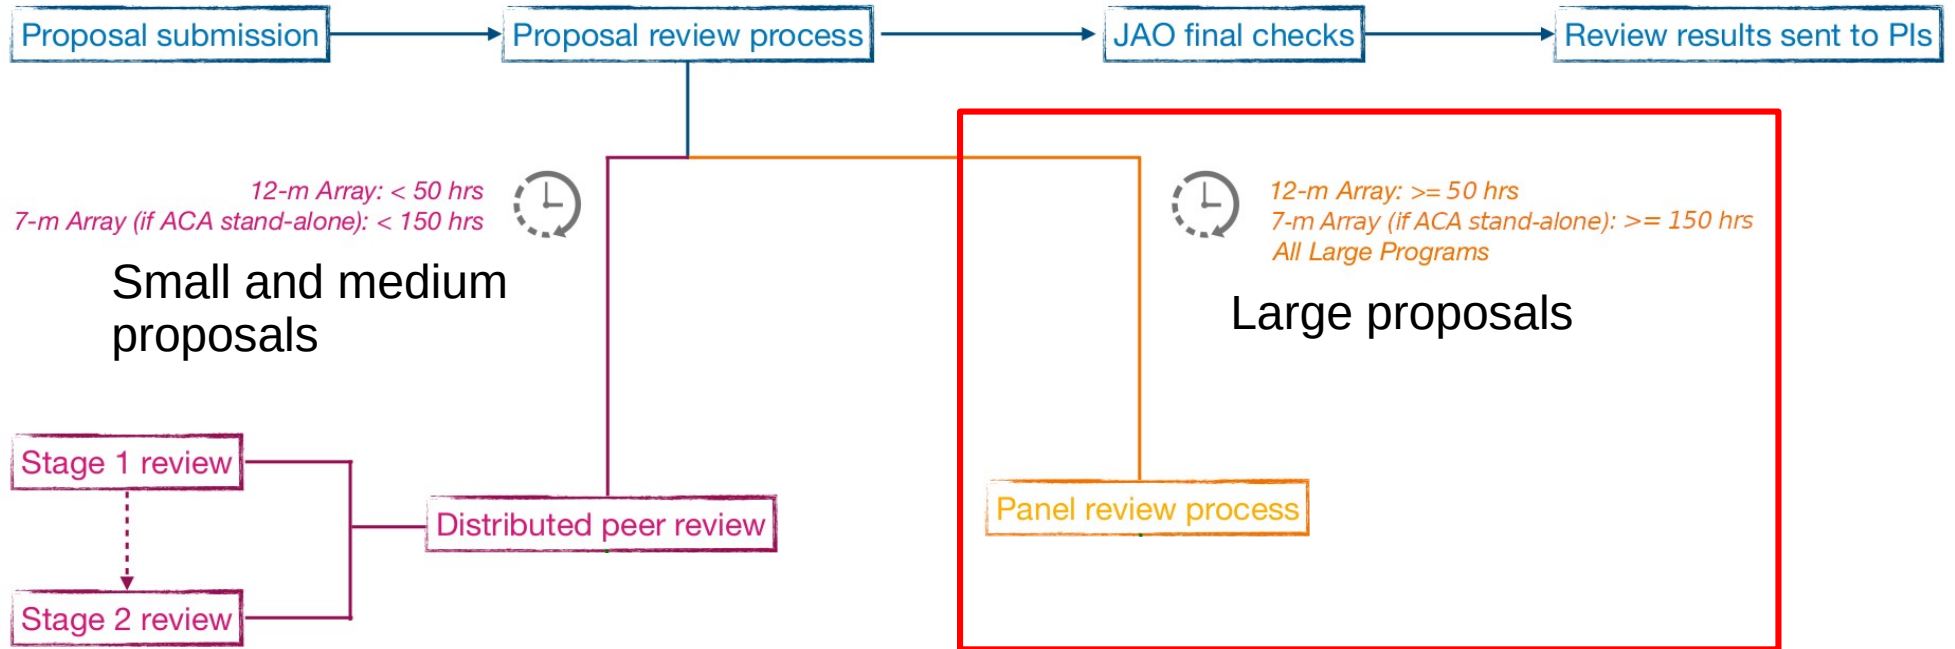 Proposal submission
Proposal review process
JAO final checks
Review results sent to PIs
12-m Array: < 50 hrs
7-m Array (if ACA stand-alone): < 150 hrs
Small and medium
proposals
12-m Array: >= 50 hrs
7-m Array (if ACA stand-alone): >= 150 hrs
All Large Programs
Large proposals
Stage 1 review
Distributed peer review
Stage 2 review
Panel review process